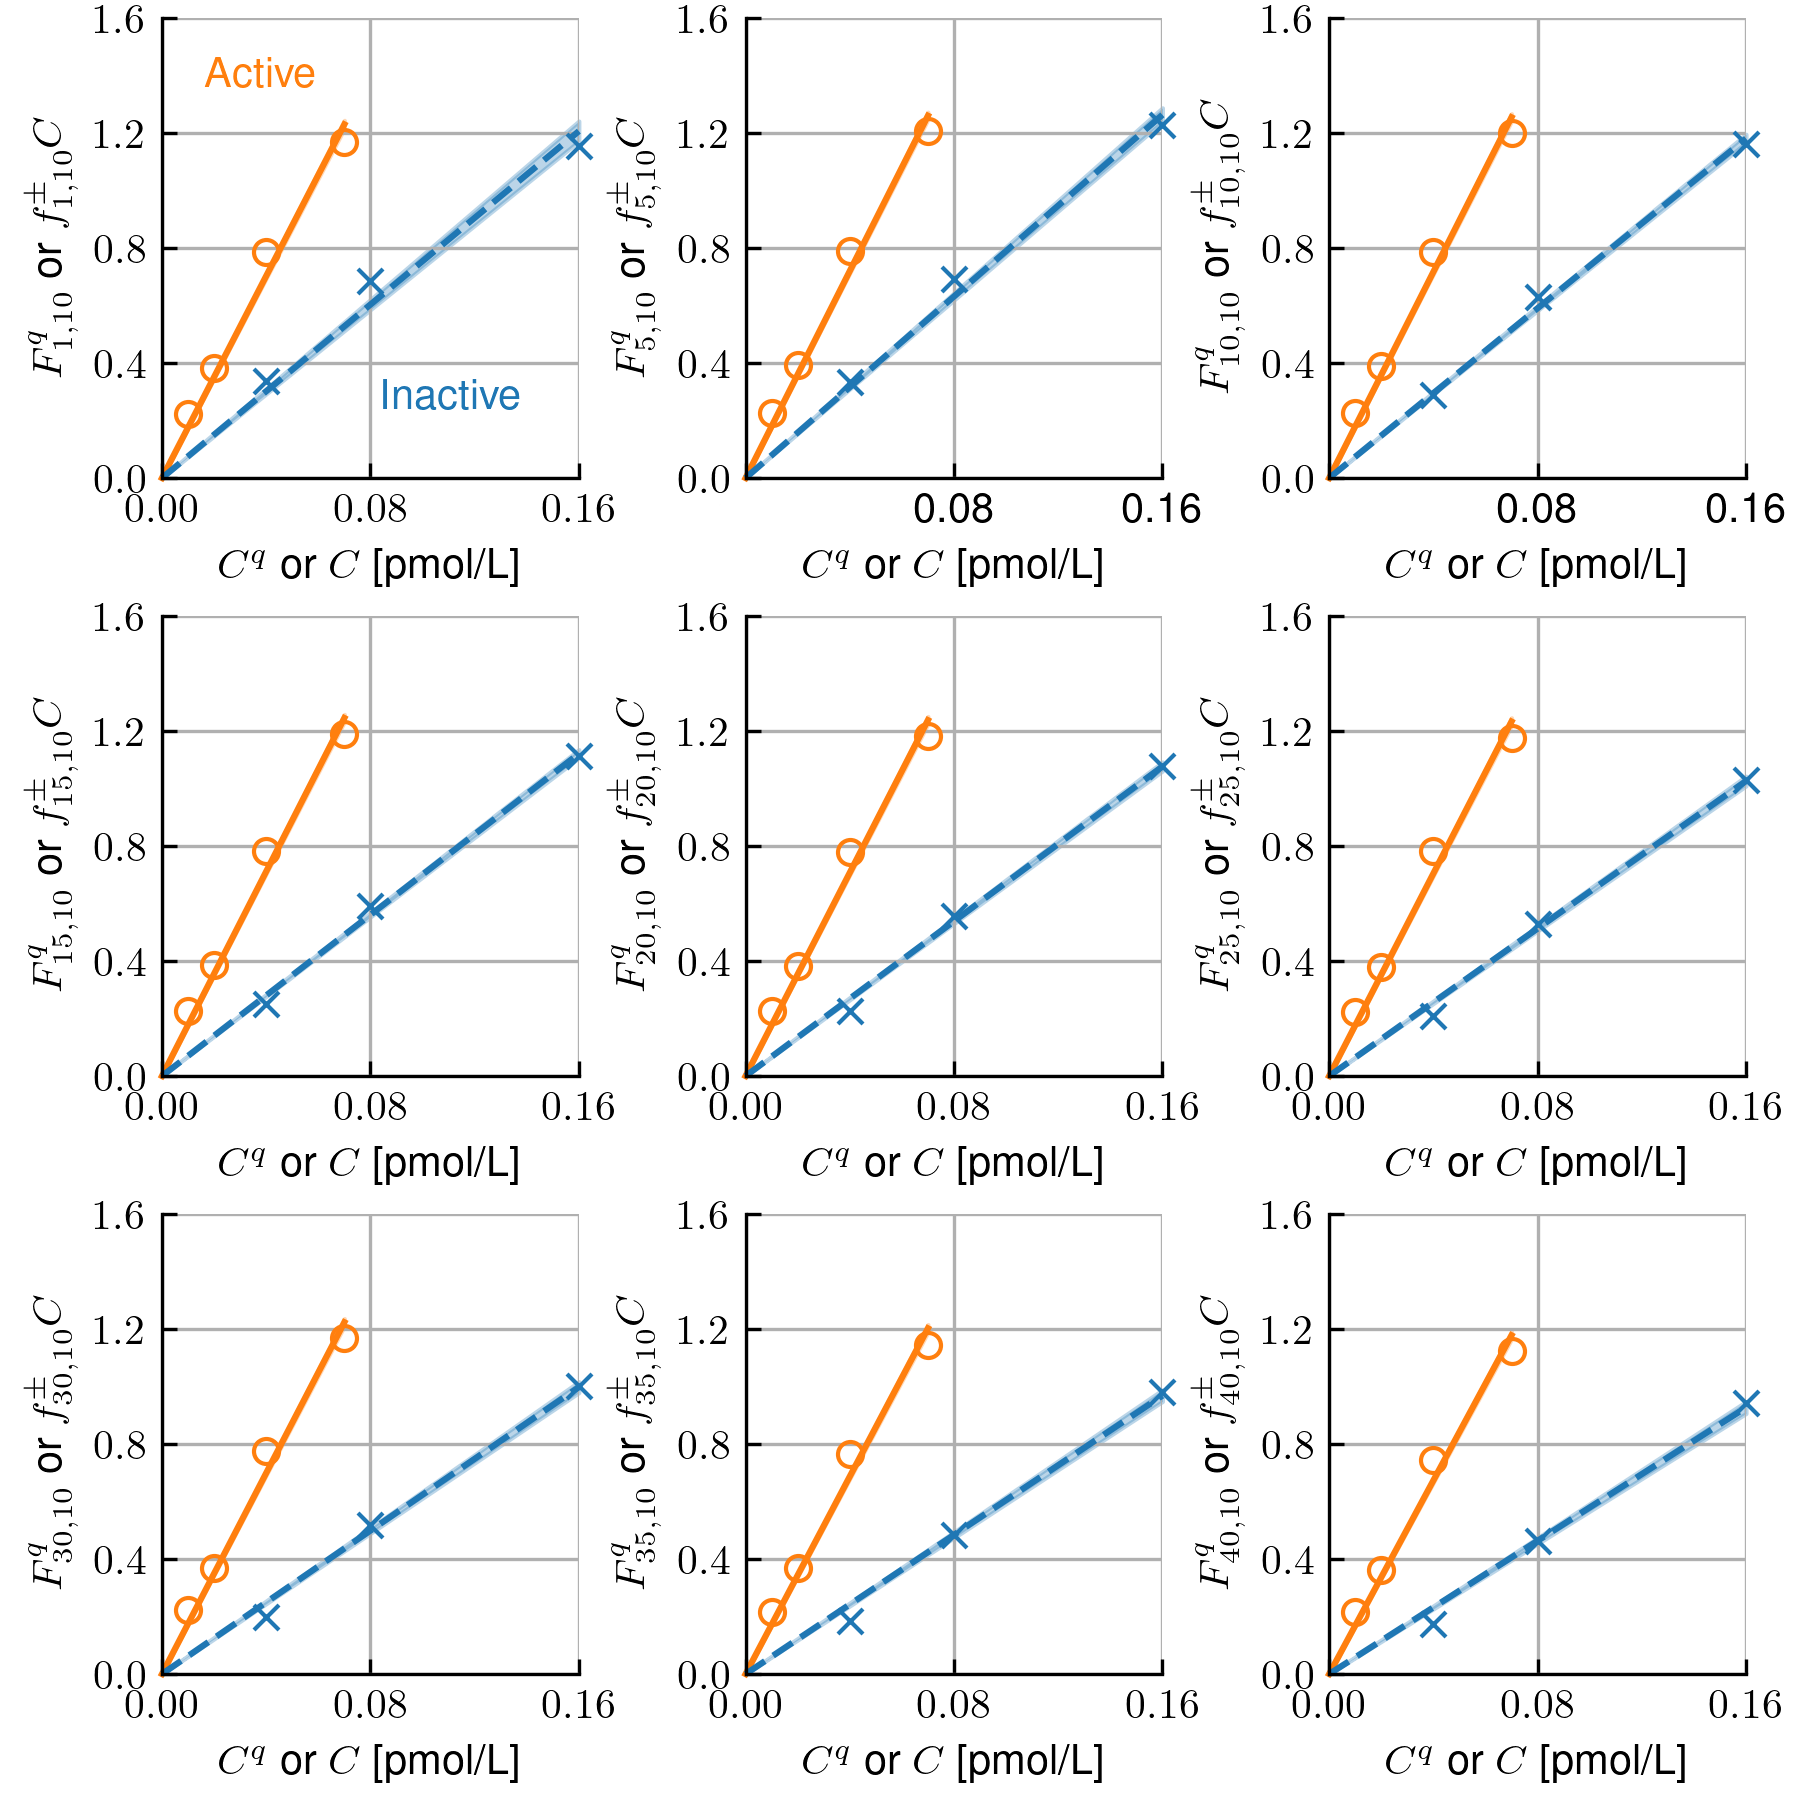 1.6 1.6 1.6
Active
1.2 1.2 1.2
0.8 0.8 0.8
0.4 0.4 0.4
Inactive
0.0 0.0 0.0
F^q_{1,10} or f^±_{1,10}C
F^q_{5,10} or f^±_{5,10}C
F^q_{10,10} or f^±_{10,10}C
0.00 0.08 0.16 0.08 0.16 0.08 0.16
C^q or C [pmol/L] C^q or C [pmol/L] C^q or C [pmol/L]
1.6 1.6 1.6
1.2 1.2 1.2
0.8 0.8 0.8
0.4 0.4 0.4
0.0 0.0 0.0
F^q_{15,10} or f^±_{15,10}C
F^q_{20,10} or f^±_{20,10}C
F^q_{25,10} or f^±_{25,10}C
0.00 0.08 0.16 0.00 0.08 0.16 0.00 0.08 0.16
C^q or C [pmol/L] C^q or C [pmol/L] C^q or C [pmol/L]
1.6 1.6 1.6
1.2 1.2 1.2
0.8 0.8 0.8
0.4 0.4 0.4
0.0 0.0 0.0
F^q_{30,10} or f^±_{30,10}C
F^q_{35,10} or f^±_{35,10}C
F^q_{40,10} or f^±_{40,10}C
0.00 0.08 0.16 0.00 0.08 0.16 0.00 0.08 0.16
C^q or C [pmol/L] C^q or C [pmol/L] C^q or C [pmol/L]